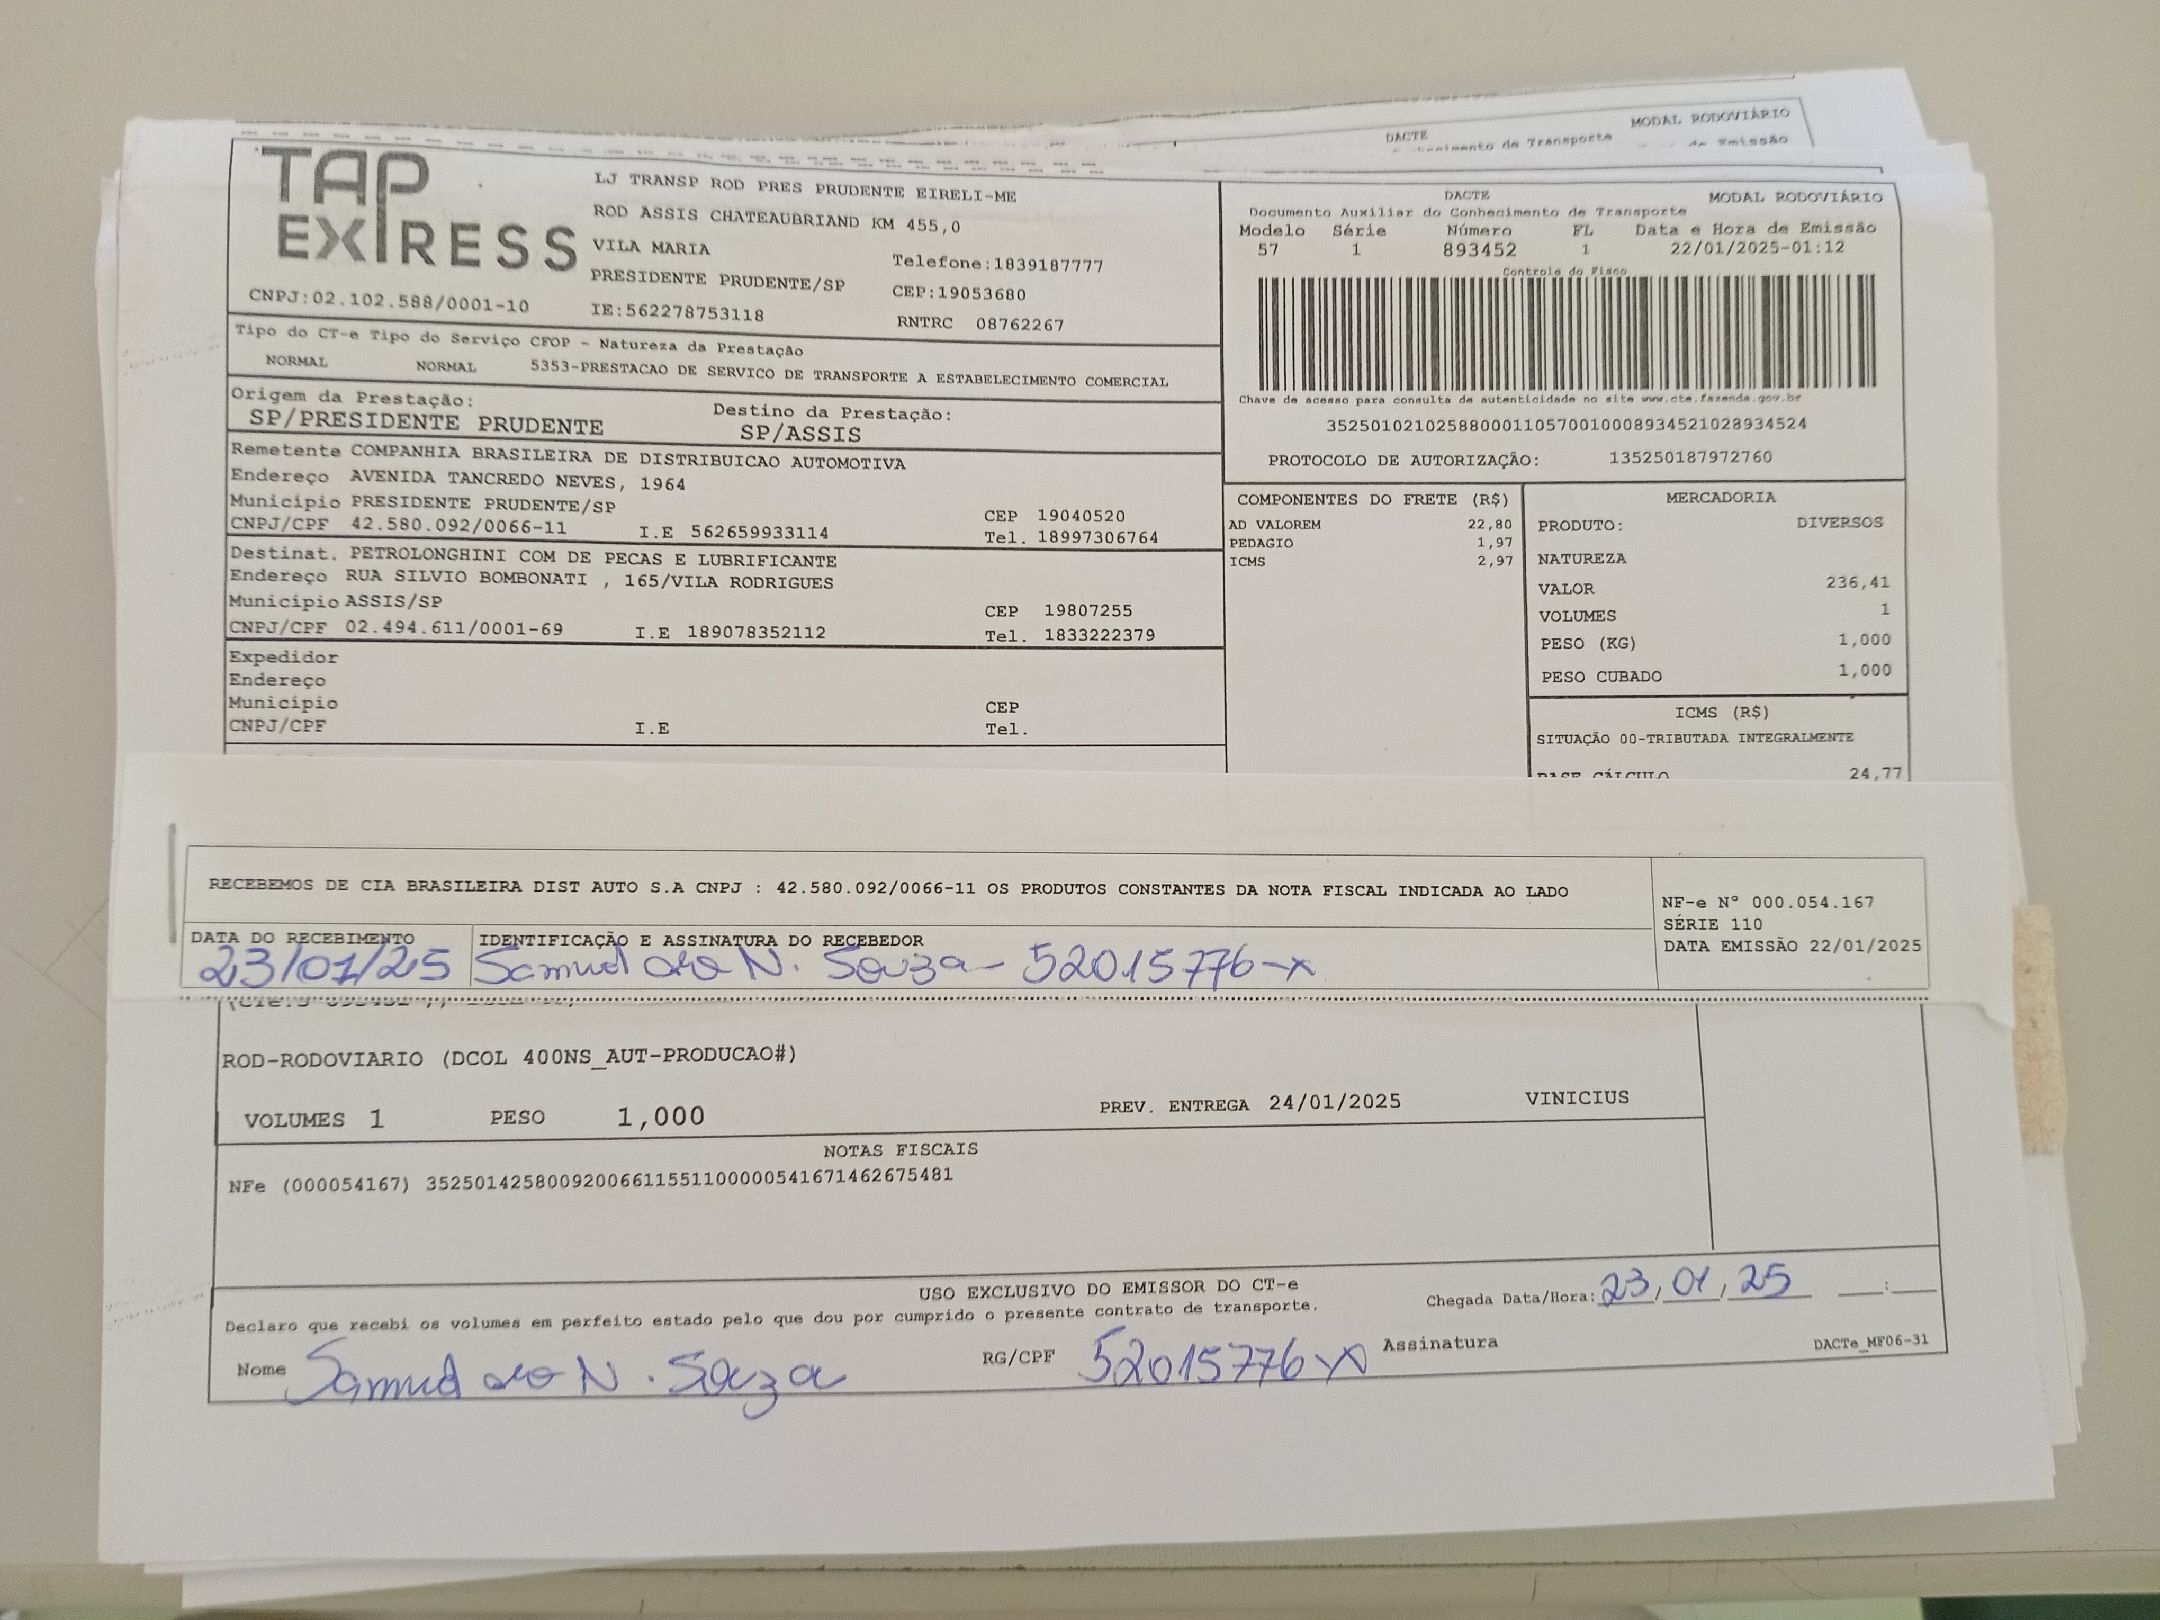 DACTE MODAL RODOVIÁRIO
de Transporte de Emissão
TAP EXPRESS
LJ TRANSP ROD PRES PRUDENTE EIRELI-ME
ROD ASSIS CHATEAUBRIAND KM 455,0
VILA MARIA Telefone:1839187777
PRESIDENTE PRUDENTE/SP CEP:19053680
CNPJ:02.102.588/0001-10 IE:562278753118 RNTRC 08762267
DACTE MODAL RODOVIÁRIO
Documento Auxiliar do Conhecimento de Transporte
Modelo Série Número FL Data e Hora de Emissão
57 1 893452 1 22/01/2025-01:12
Controle do Fisco
Chave de acesso para consulta de autenticidade no site www.cte.fazenda.gov.br
35250102102588000110570010008934521028934524
PROTOCOLO DE AUTORIZAÇÃO: 135250187972760
Tipo do CT-e Tipo do Serviço CFOP - Natureza da Prestação
NORMAL NORMAL 5353-PRESTACAO DE SERVICO DE TRANSPORTE A ESTABELECIMENTO COMERCIAL
Origem da Prestação: Destino da Prestação:
SP/PRESIDENTE PRUDENTE SP/ASSIS
Remetente COMPANHIA BRASILEIRA DE DISTRIBUICAO AUTOMOTIVA
Endereço AVENIDA TANCREDO NEVES, 1964
Município PRESIDENTE PRUDENTE/SP CEP 19040520
CNPJ/CPF 42.580.092/0066-11 I.E 562659933114 Tel. 18997306764
Destinat. PETROLONGHINI COM DE PECAS E LUBRIFICANTE
Endereço RUA SILVIO BOMBONATI , 165/VILA RODRIGUES
Município ASSIS/SP CEP 19807255
CNPJ/CPF 02.494.611/0001-69 I.E 189078352112 Tel. 1833222379
Expedidor
Endereço
Município CEP
CNPJ/CPF I.E Tel.
COMPONENTES DO FRETE (R$)
AD VALOREM 22,80
PEDAGIO 1,97
ICMS 2,97
MERCADORIA
PRODUTO: DIVERSOS
NATUREZA
VALOR 236,41
VOLUMES 1
PESO (KG) 1,000
PESO CUBADO 1,000
ICMS (R$)
SITUAÇÃO 00-TRIBUTADA INTEGRALMENTE
BASE CÁLCULO 24,77
RECEBEMOS DE CIA BRASILEIRA DIST AUTO S.A CNPJ : 42.580.092/0066-11 OS PRODUTOS CONSTANTES DA NOTA FISCAL INDICADA AO LADO
NF-e Nº 000.054.167
SÉRIE 110
DATA EMISSÃO 22/01/2025
DATA DO RECEBIMENTO IDENTIFICAÇÃO E ASSINATURA DO RECEBEDOR
23/01/25 Samuel N. Souza - 52015776-x
ROD-RODOVIARIO (DCOL 400NS_AUT-PRODUCAO#)
VOLUMES 1 PESO 1,000 PREV. ENTREGA 24/01/2025 VINICIUS
NOTAS FISCAIS
NFe (000054167) 35250142580092006611551100000541671462675481
USO EXCLUSIVO DO EMISSOR DO CT-e
Declaro que recebi os volumes em perfeito estado pelo que dou por cumprido o presente contrato de transporte.
Chegada Data/Hora: 23/01/25 __:__
Nome Samuel N. Souza RG/CPF 52015776-x Assinatura
DACTe_MF06-31